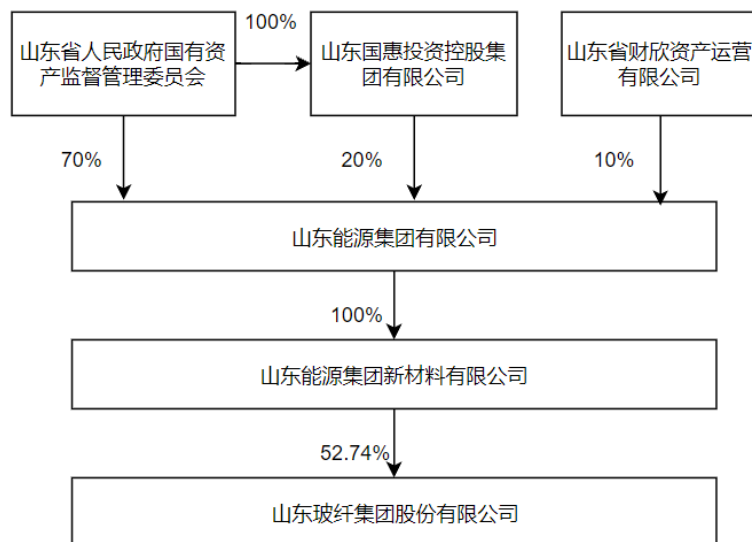 山东省人民政府国有资
产监督管理委员会
100%
山东国惠投资控股集
团有限公司
山东省财欣资产运营
有限公司
70%
20%
10%
山东能源集团有限公司
100%
山东能源集团新材料有限公司
52.74%
山东玻纤集团股份有限公司